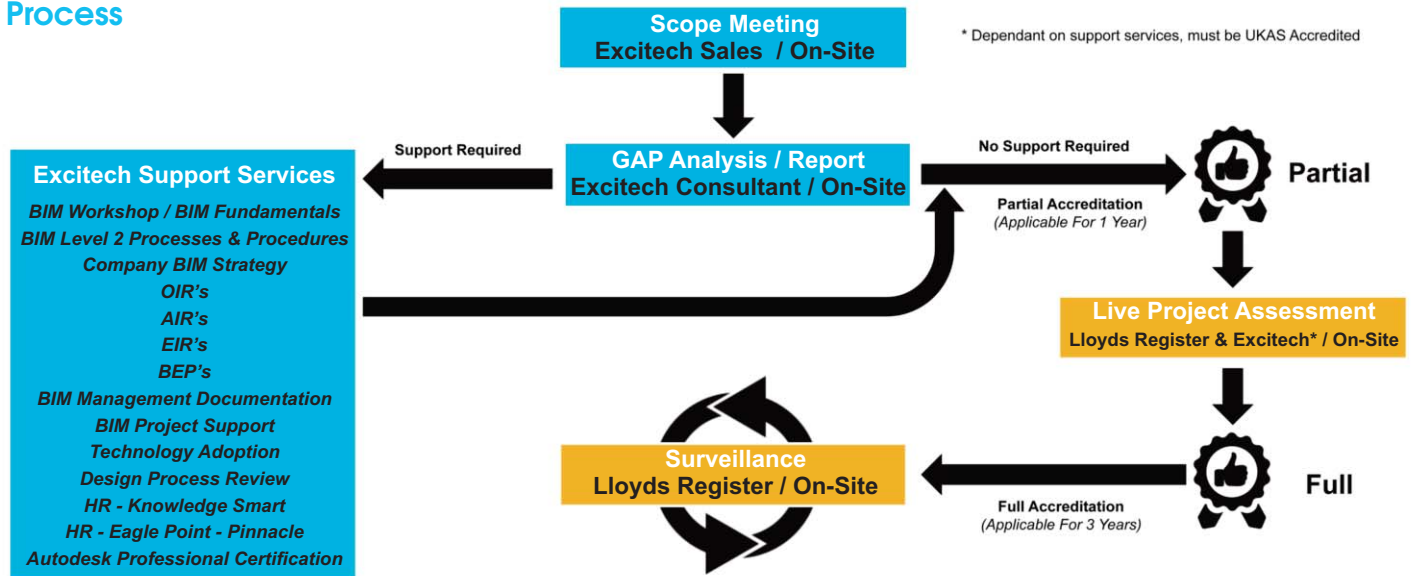 Process
Scope Meeting
Excitech Sales / On-Site
* Dependant on support services, must be UKAS Accredited
Support Required
GAP Analysis / Report
Excitech Consultant / On-Site
No Support Required
Partial Accreditation
(Applicable For 1 Year)
Partial
Excitech Support Services
BIM Workshop / BIM Fundamentals
BIM Level 2 Processes & Procedures
Company BIM Strategy
OIR's
AIR's
EIR's
BEP's
BIM Management Documentation
BIM Project Support
Technology Adoption
Design Process Review
HR - Knowledge Smart
HR - Eagle Point - Pinnacle
Autodesk Professional Certification
Live Project Assessment
Lloyds Register & Excitech* / On-Site
Surveillance
Lloyds Register / On-Site
Full Accreditation
(Applicable For 3 Years)
Full